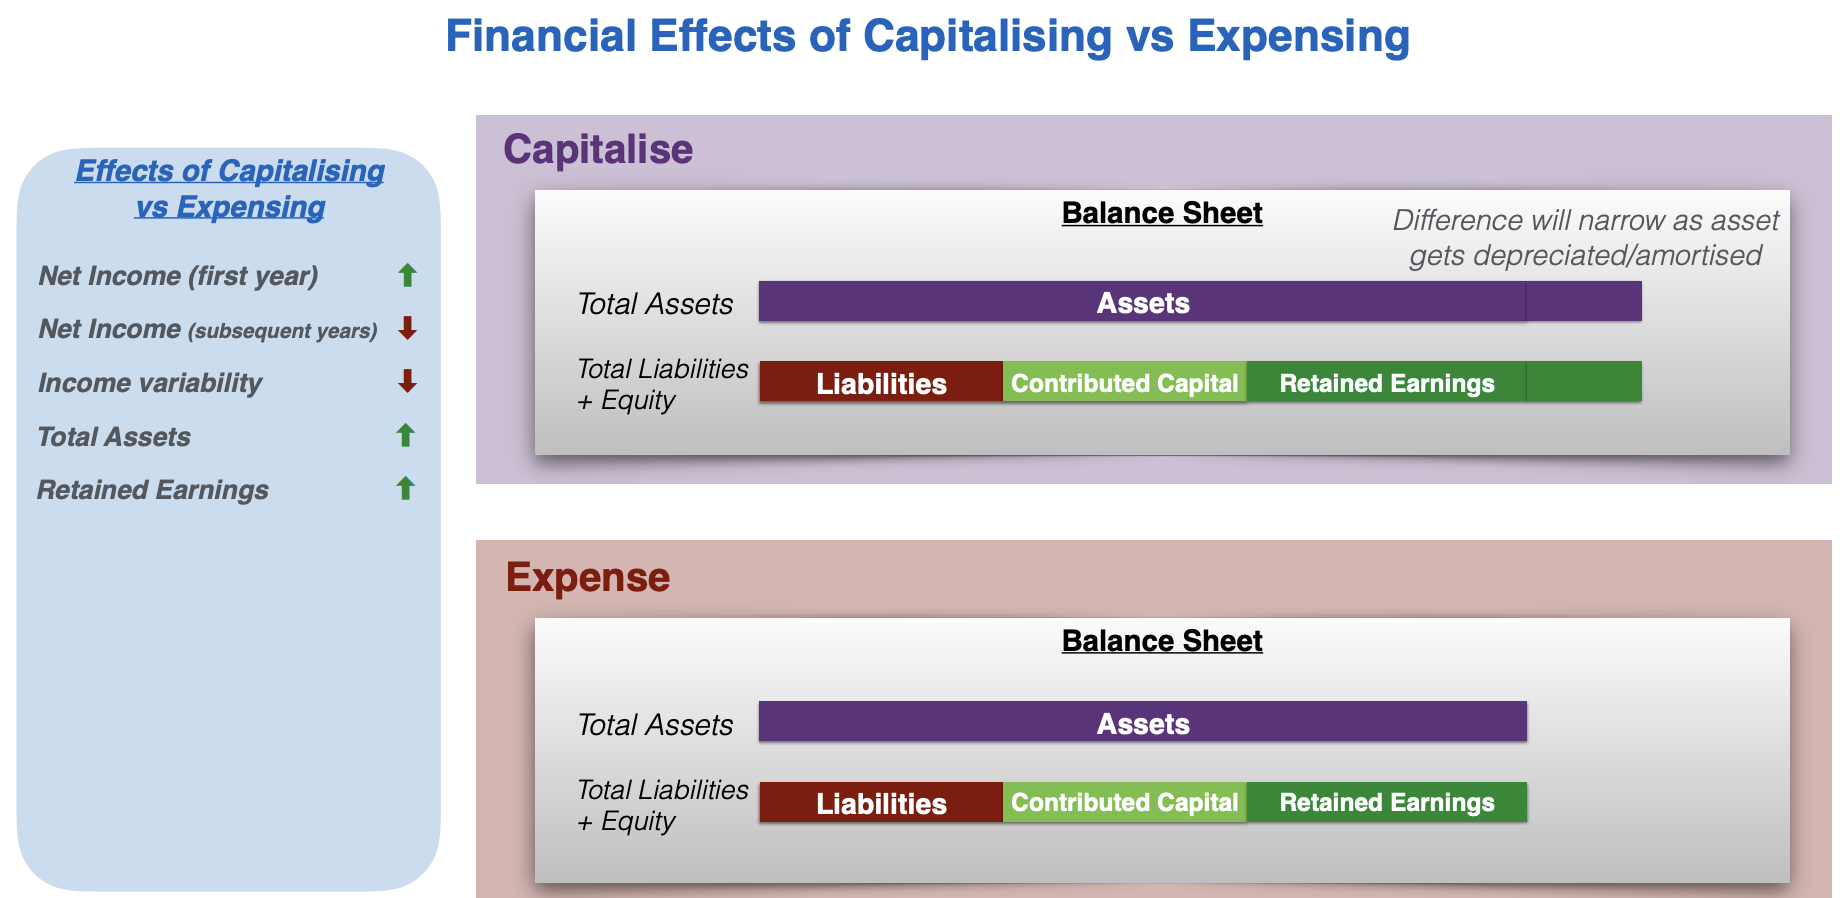 Financial Effects of Capitalising vs Expensing
Effects of Capitalising
vs Expensing
Net Income (first year)
Net Income (subsequent years)
Income variability
Total Assets
Retained Earnings
Capitalise
Balance Sheet
Difference will narrow as asset
gets depreciated/amortised
Total Assets
Assets
Total Liabilities
+ Equity
Liabilities
Contributed Capital
Retained Earnings
Expense
Balance Sheet
Total Assets
Assets
Total Liabilities
+ Equity
Liabilities
Contributed Capital
Retained Earnings